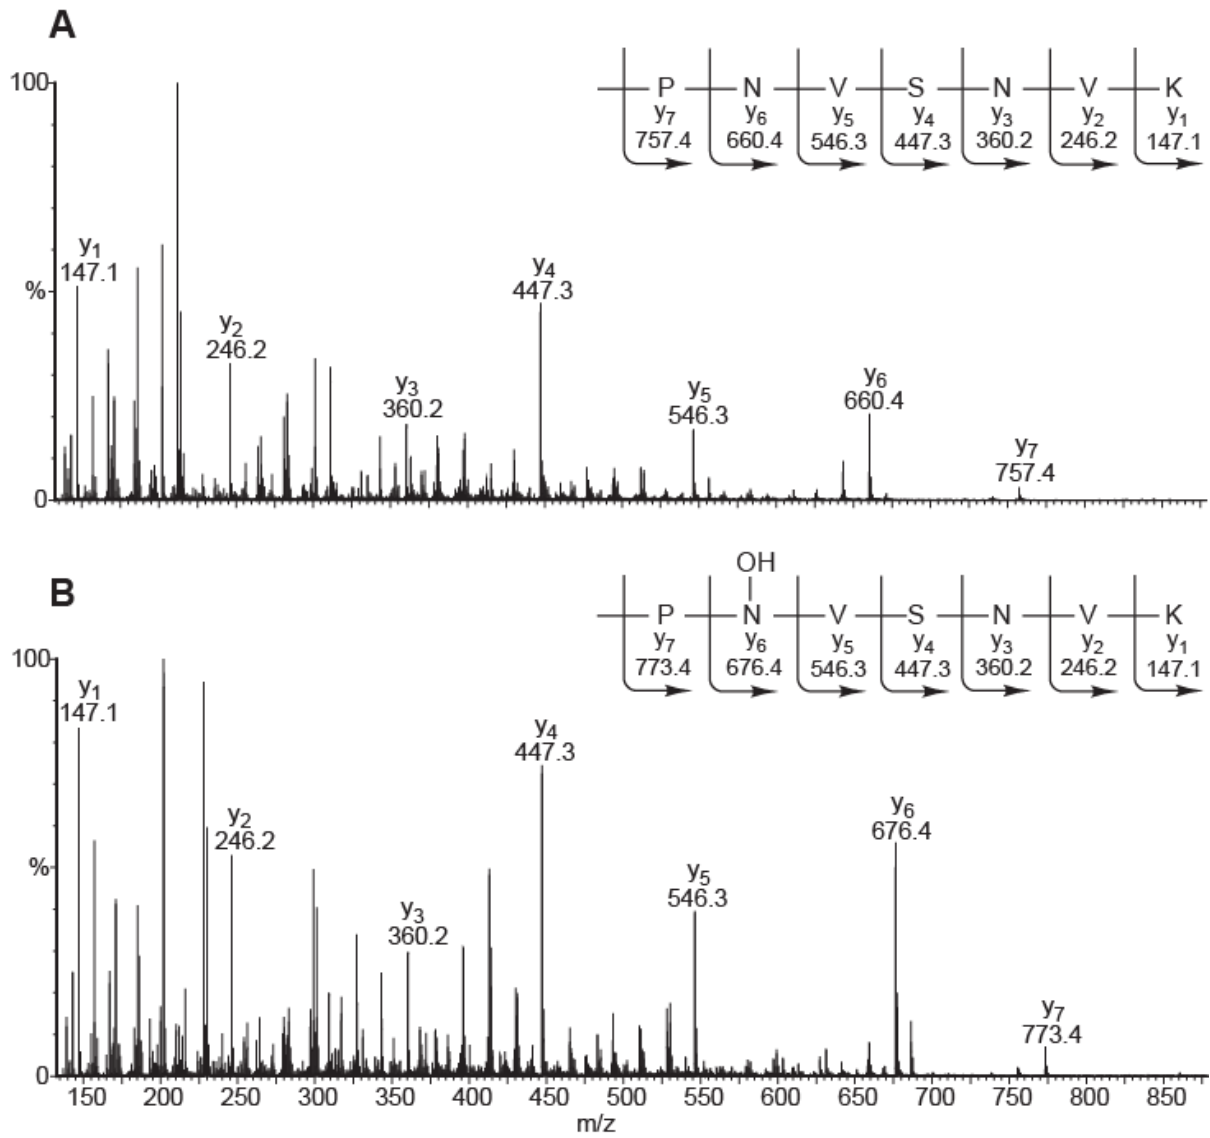 A
P N V S N V K
y7 y6 y5 y4 y3 y2 y1
757.4 660.4 546.3 447.3 360.2 246.2 147.1
100
%
0
y1
147.1
y2
246.2
y3
360.2
y4
447.3
y5
546.3
y6
660.4
y7
757.4
B
OH
P N V S N V K
y7 y6 y5 y4 y3 y2 y1
773.4 676.4 546.3 447.3 360.2 246.2 147.1
100
%
0
y1
147.1
y2
246.2
y3
360.2
y4
447.3
y5
546.3
y6
676.4
y7
773.4
150 200 250 300 350 400 450 500 550 600 650 700 750 800 850
m/z